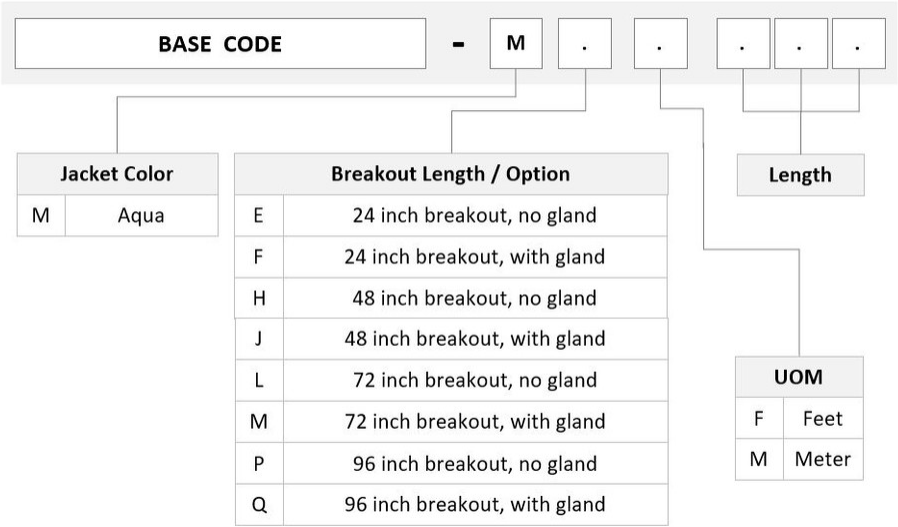 BASE CODE - M . . . . .
Jacket Color
M Aqua
Breakout Length / Option
E 24 inch breakout, no gland
F 24 inch breakout, with gland
H 48 inch breakout, no gland
J 48 inch breakout, with gland
L 72 inch breakout, no gland
M 72 inch breakout, with gland
P 96 inch breakout, no gland
Q 96 inch breakout, with gland
Length
UOM
F Feet
M Meter